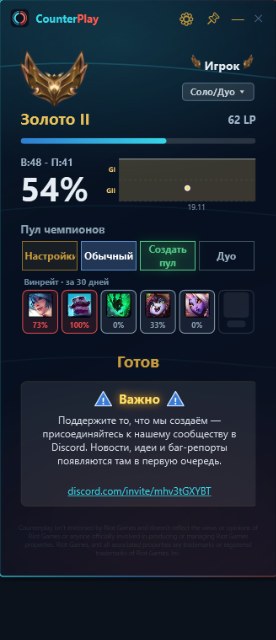 CounterPlay
Игрок
Соло/Дуо
Золото II
62 LP
В:48 - П:41
54%
GI
GII
19.11
Пул чемпионов
Настройки
Обычный
Создать
пул
Дуо
Винрейт · за 30 дней
73%
100%
0%
33%
0%
Готов
Важно
Поддержите то, что мы создаём —
присоединяйтесь к нашему сообществу в
Discord. Новости, идеи и баг-репорты
появляются там в первую очередь.
discord.com/invite/mhv3tGXYBT